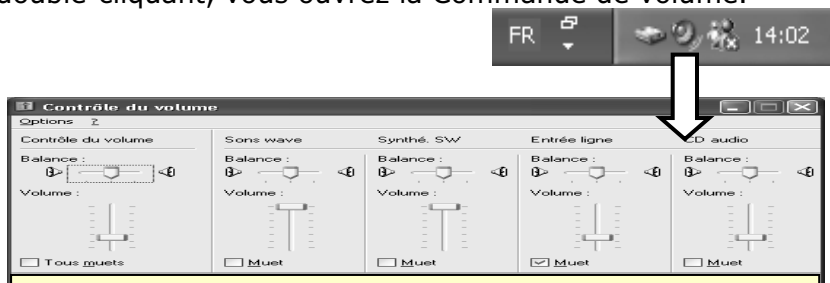 double-cliquant, vous ouvrez la Commande de volume.
FR 14:02
Contrôle du volume
Options ?
Contrôle du volume Sons wave Synthé. SW Entrée ligne CD audio
Balance : Balance : Balance : Balance : Balance :
Volume : Volume : Volume : Volume : Volume :
Tous muets Muet Muet Muet Muet